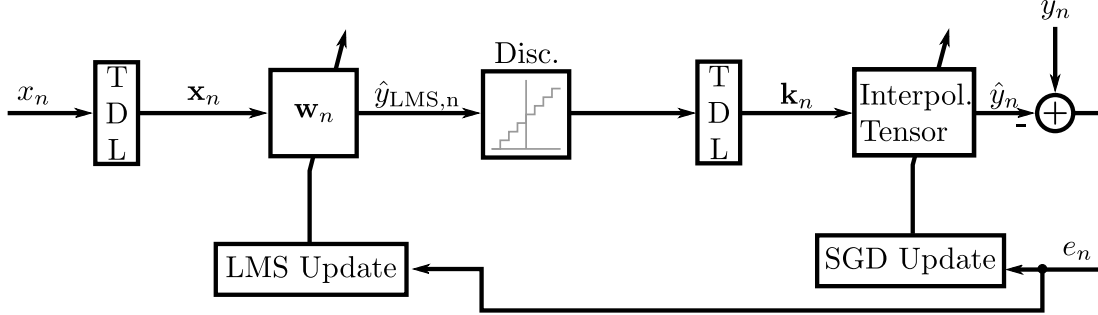 y_n
Disc.
x_n
T
D
L
𝐱_n
𝐰_n
ŷ_LMS,n
T
D
L
𝐤_n
Interpol.
Tensor
ŷ_n
+
-
LMS Update
SGD Update
e_n